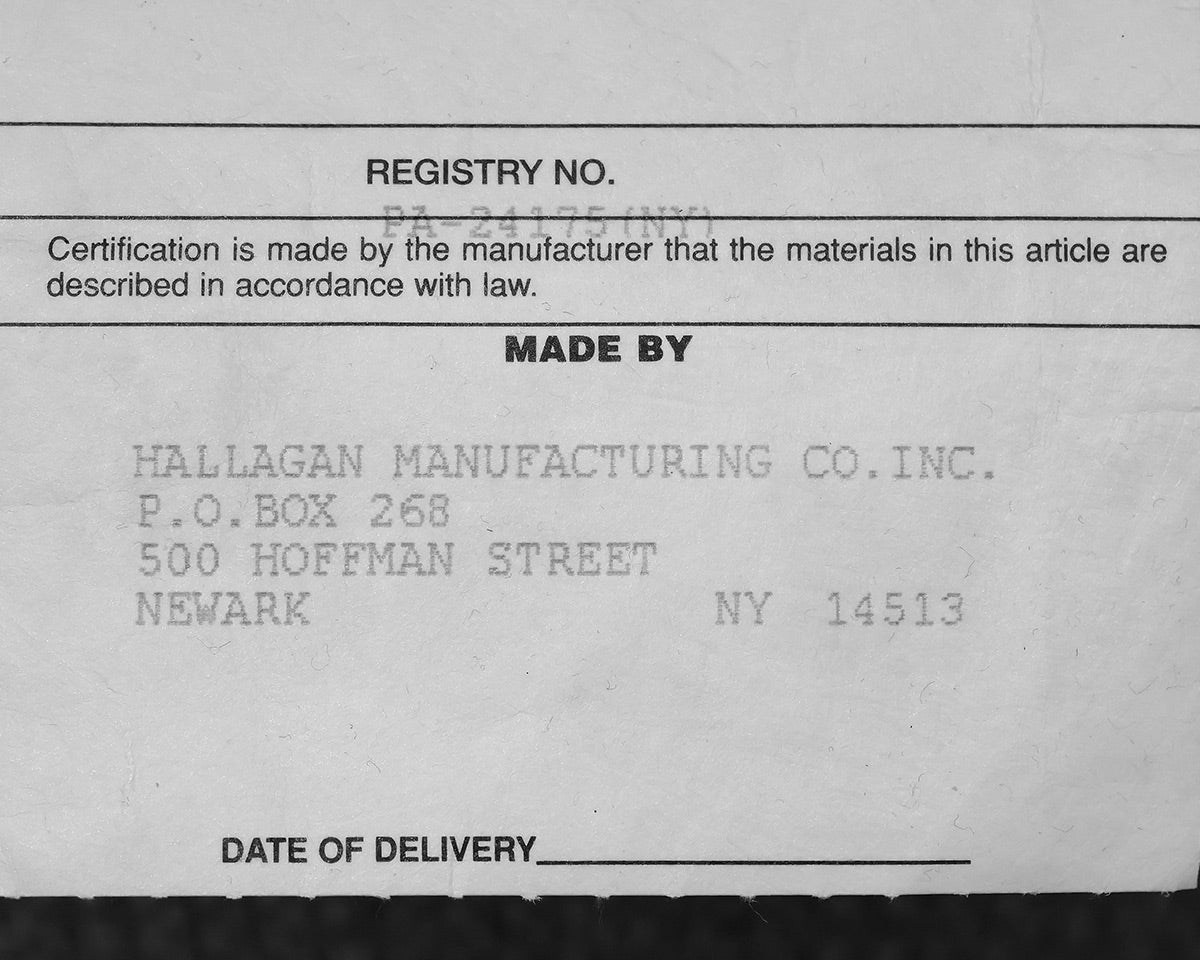 REGISTRY NO.
PA-24175(NY)
Certification is made by the manufacturer that the materials in this article are
described in accordance with law.
MADE BY
HALLAGAN MANUFACTURING CO.INC.
P.O.BOX 268
500 HOFFMAN STREET
NEWARK NY 14513
DATE OF DELIVERY